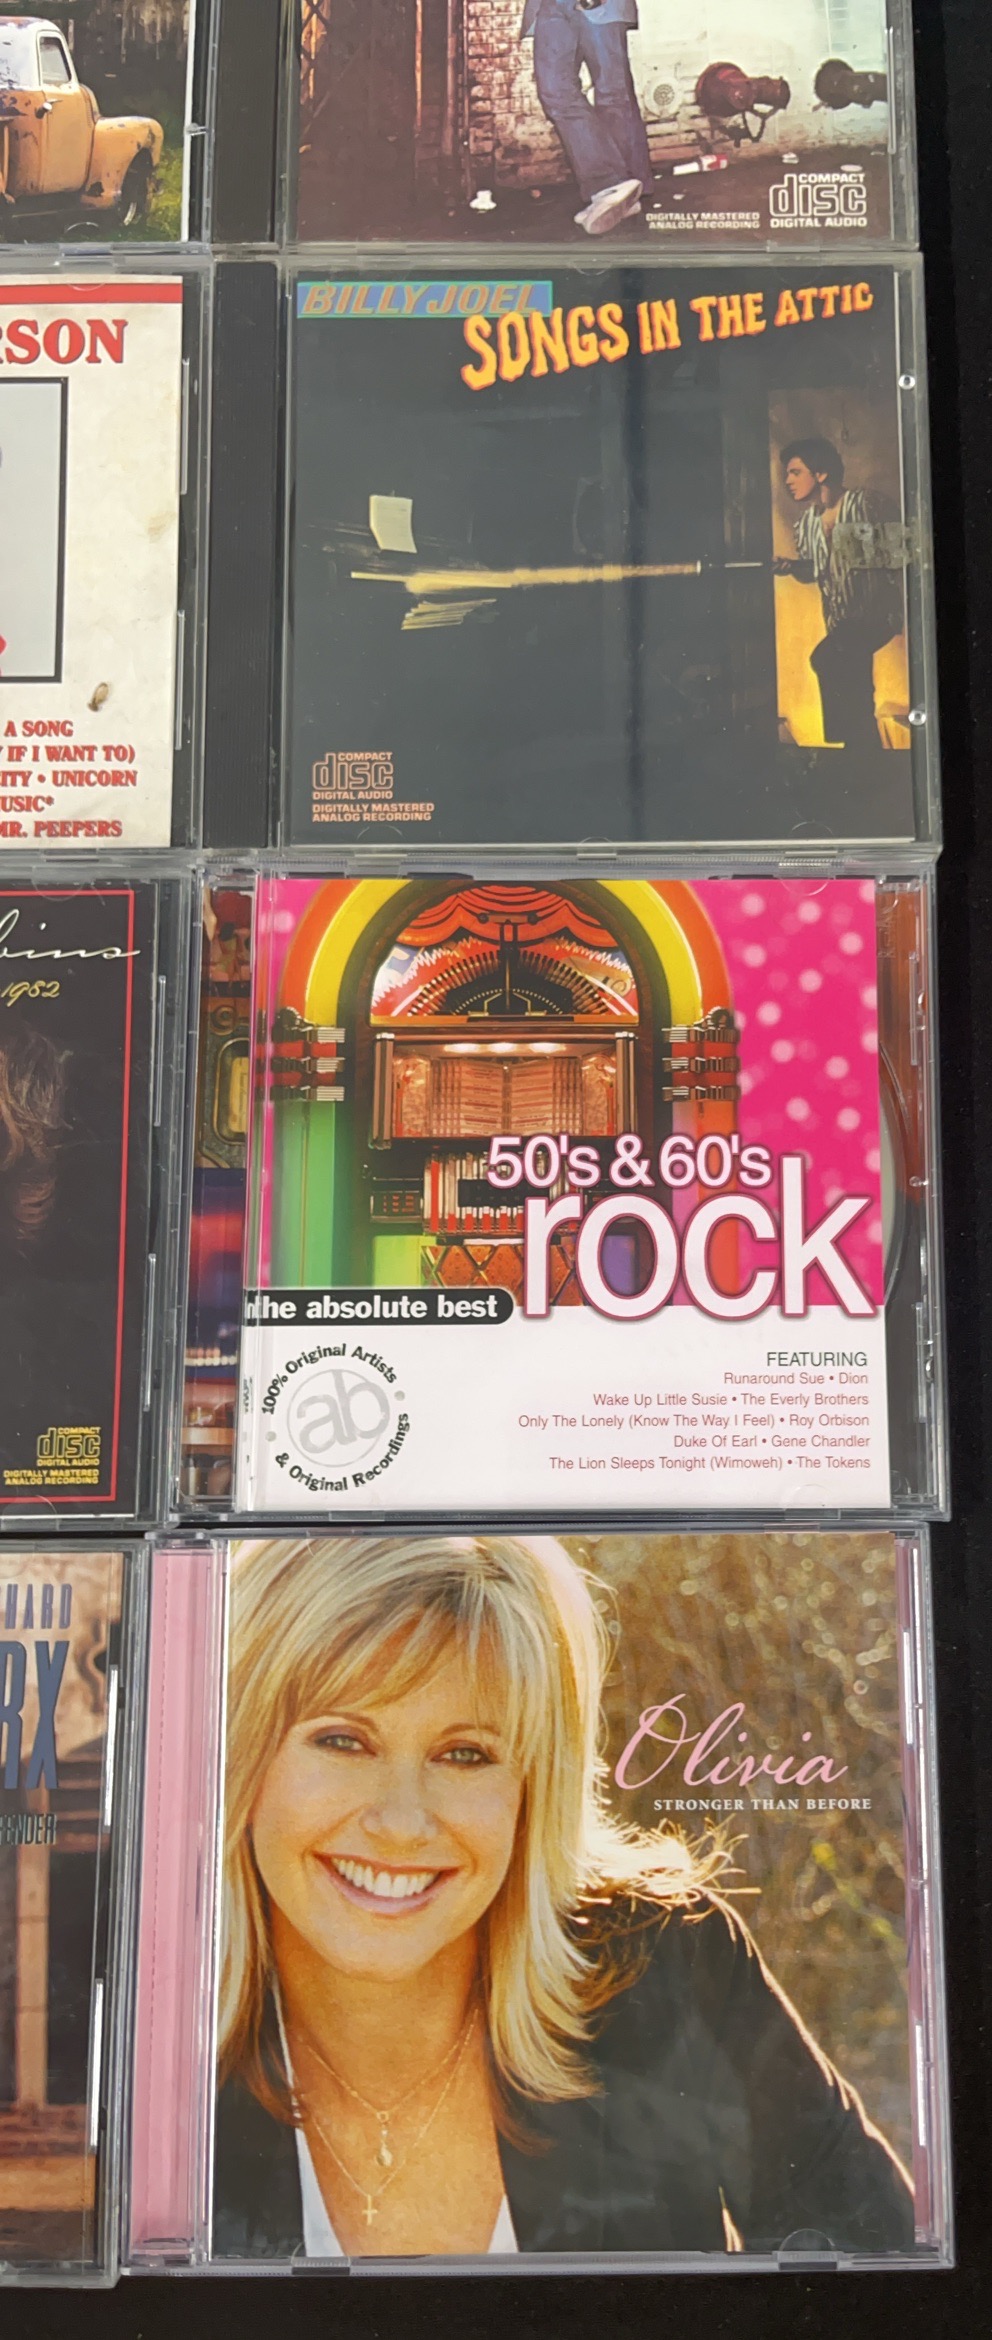 DIGITALLY MASTERED
ANALOG RECORDING
COMPACT
disc
DIGITAL AUDIO
RSON
A SONG
IF I WANT TO)
ITY • UNICORN
USIC*
MR. PEEPERS
BILLY JOEL
SONGS IN THE ATTIC
COMPACT
disc
DIGITAL AUDIO
DIGITALLY MASTERED
ANALOG RECORDING
bins
1982
COMPACT
disc
DIGITAL AUDIO
DIGITALLY MASTERED
ANALOG RECORDING
50's & 60's
rock
the absolute best
100% Original Artists
ab
& Original Recordings
FEATURING
Runaround Sue • Dion
Wake Up Little Susie • The Everly Brothers
Only The Lonely (Know The Way I Feel) • Roy Orbison
Duke Of Earl • Gene Chandler
The Lion Sleeps Tonight (Wimoweh) • The Tokens
HARD
RX
ENDER
Olivia
STRONGER THAN BEFORE